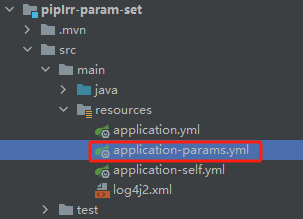 piplrr-param-set
.mvn
src
main
java
resources
application.yml
application-params.yml
application-self.yml
log4j2.xml
test